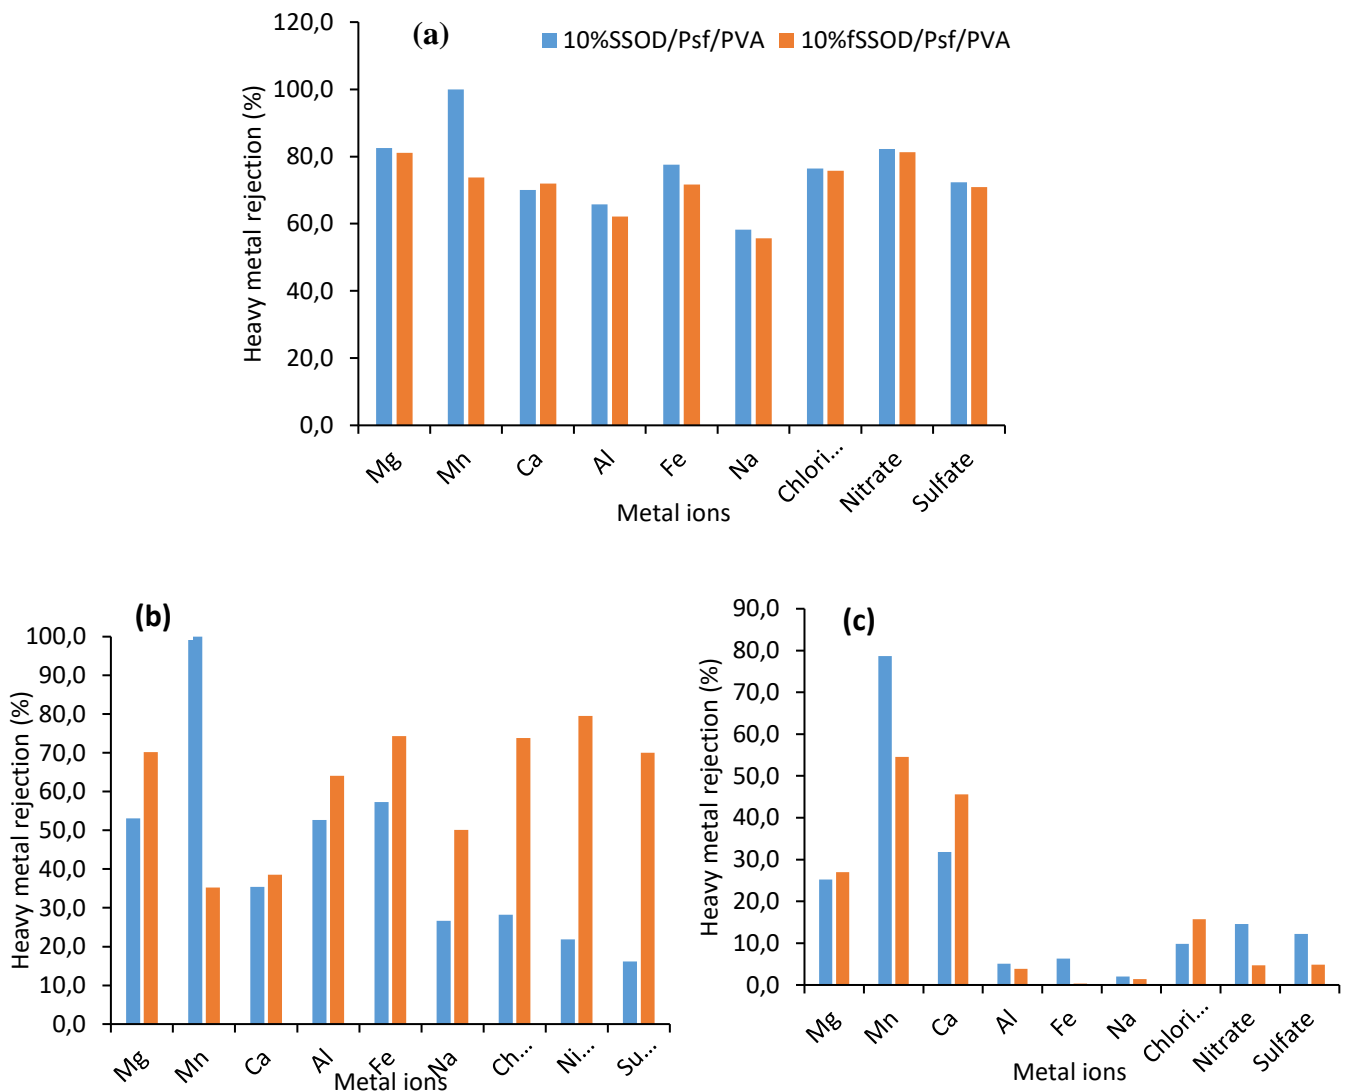 (a)
10%SSOD/Psf/PVA 10%fSSOD/Psf/PVA
Heavy metal rejection (%)
120,0
100,0
80,0
60,0
40,0
20,0
0,0
Mg Mn Ca Al Fe Na Chlori... Nitrate Sulfate
Metal ions
(b)
Heavy metal rejection (%)
100,0
90,0
80,0
70,0
60,0
50,0
40,0
30,0
20,0
10,0
0,0
Mg Mn Ca Al Fe Na Ch... Ni... Su...
Metal ions
(c)
Heavy metal rejection (%)
90,0
80,0
70,0
60,0
50,0
40,0
30,0
20,0
10,0
0,0
Mg Mn Ca Al Fe Na Chlori... Nitrate Sulfate
Metal ions